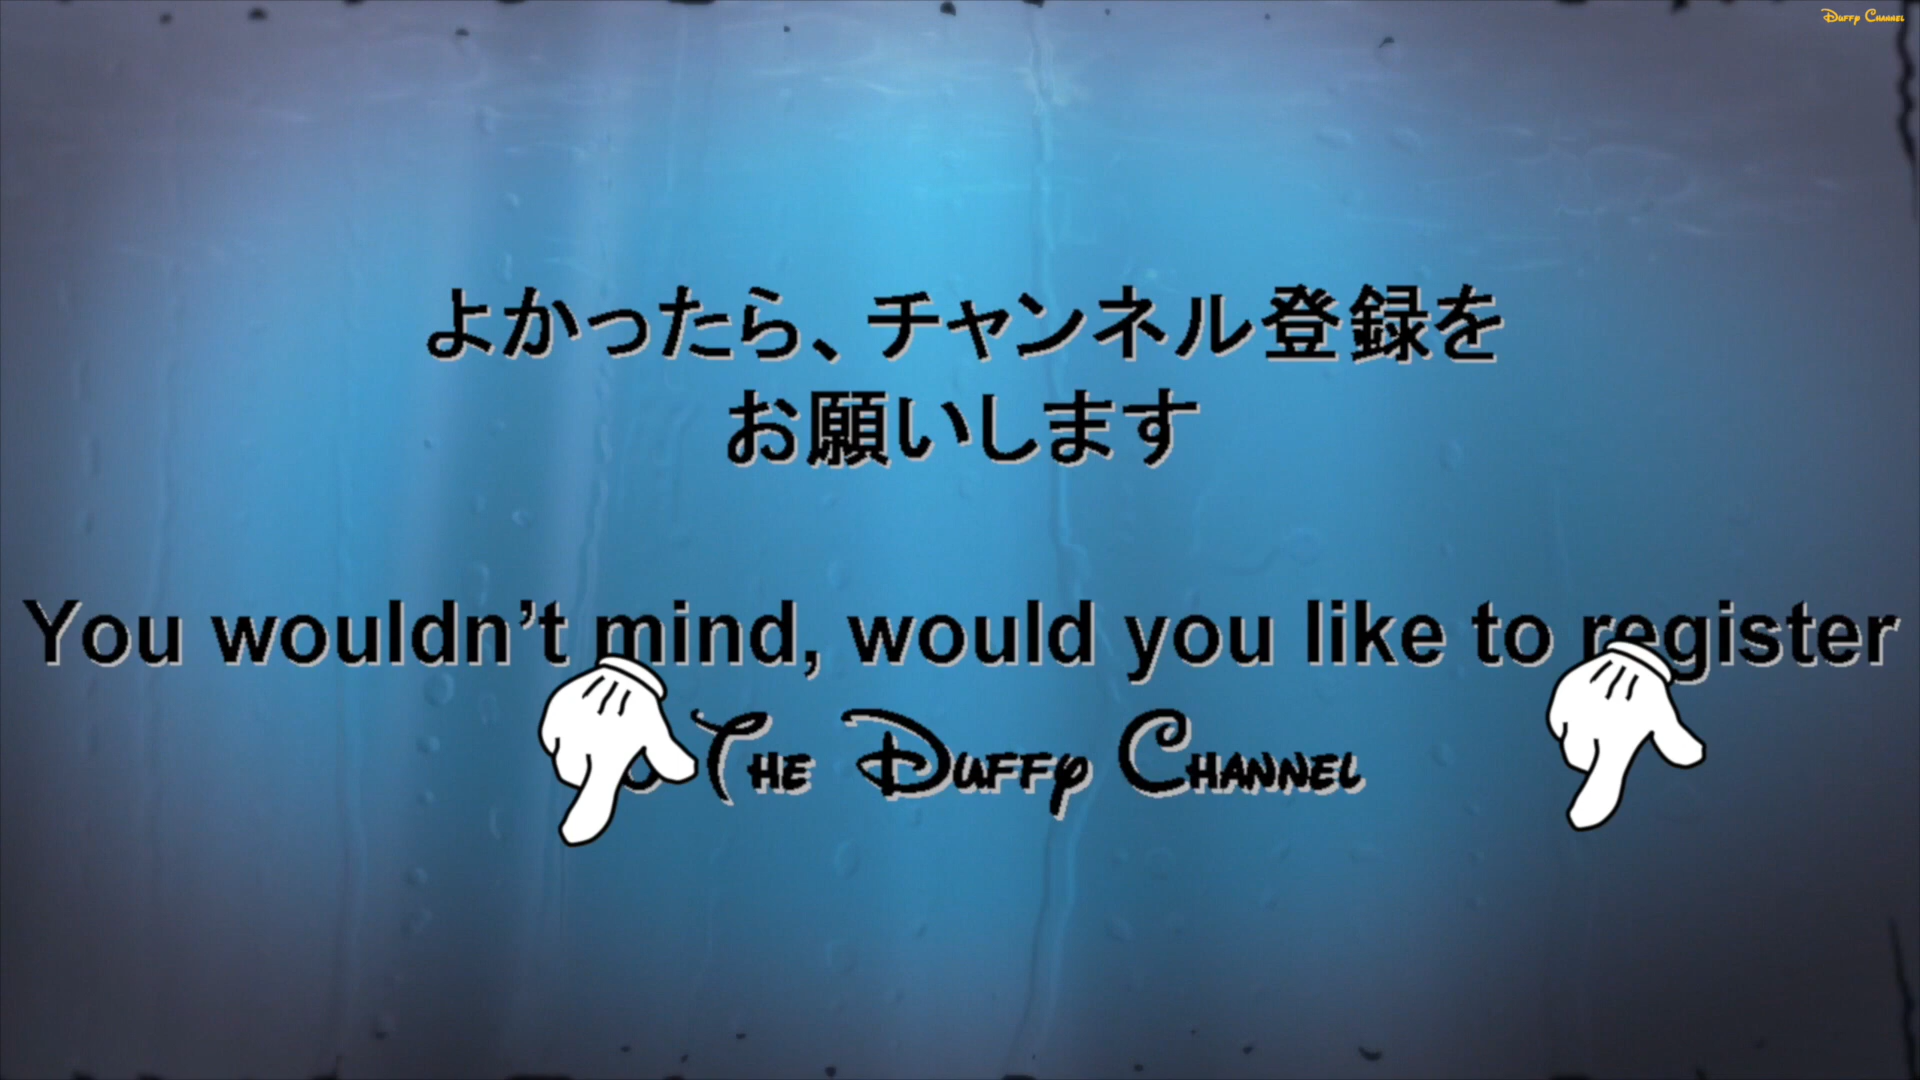 Duffy Channel
よかったら、チャンネル登録を
お願いします
You wouldn't mind, would you like to register
The Duffy Channel